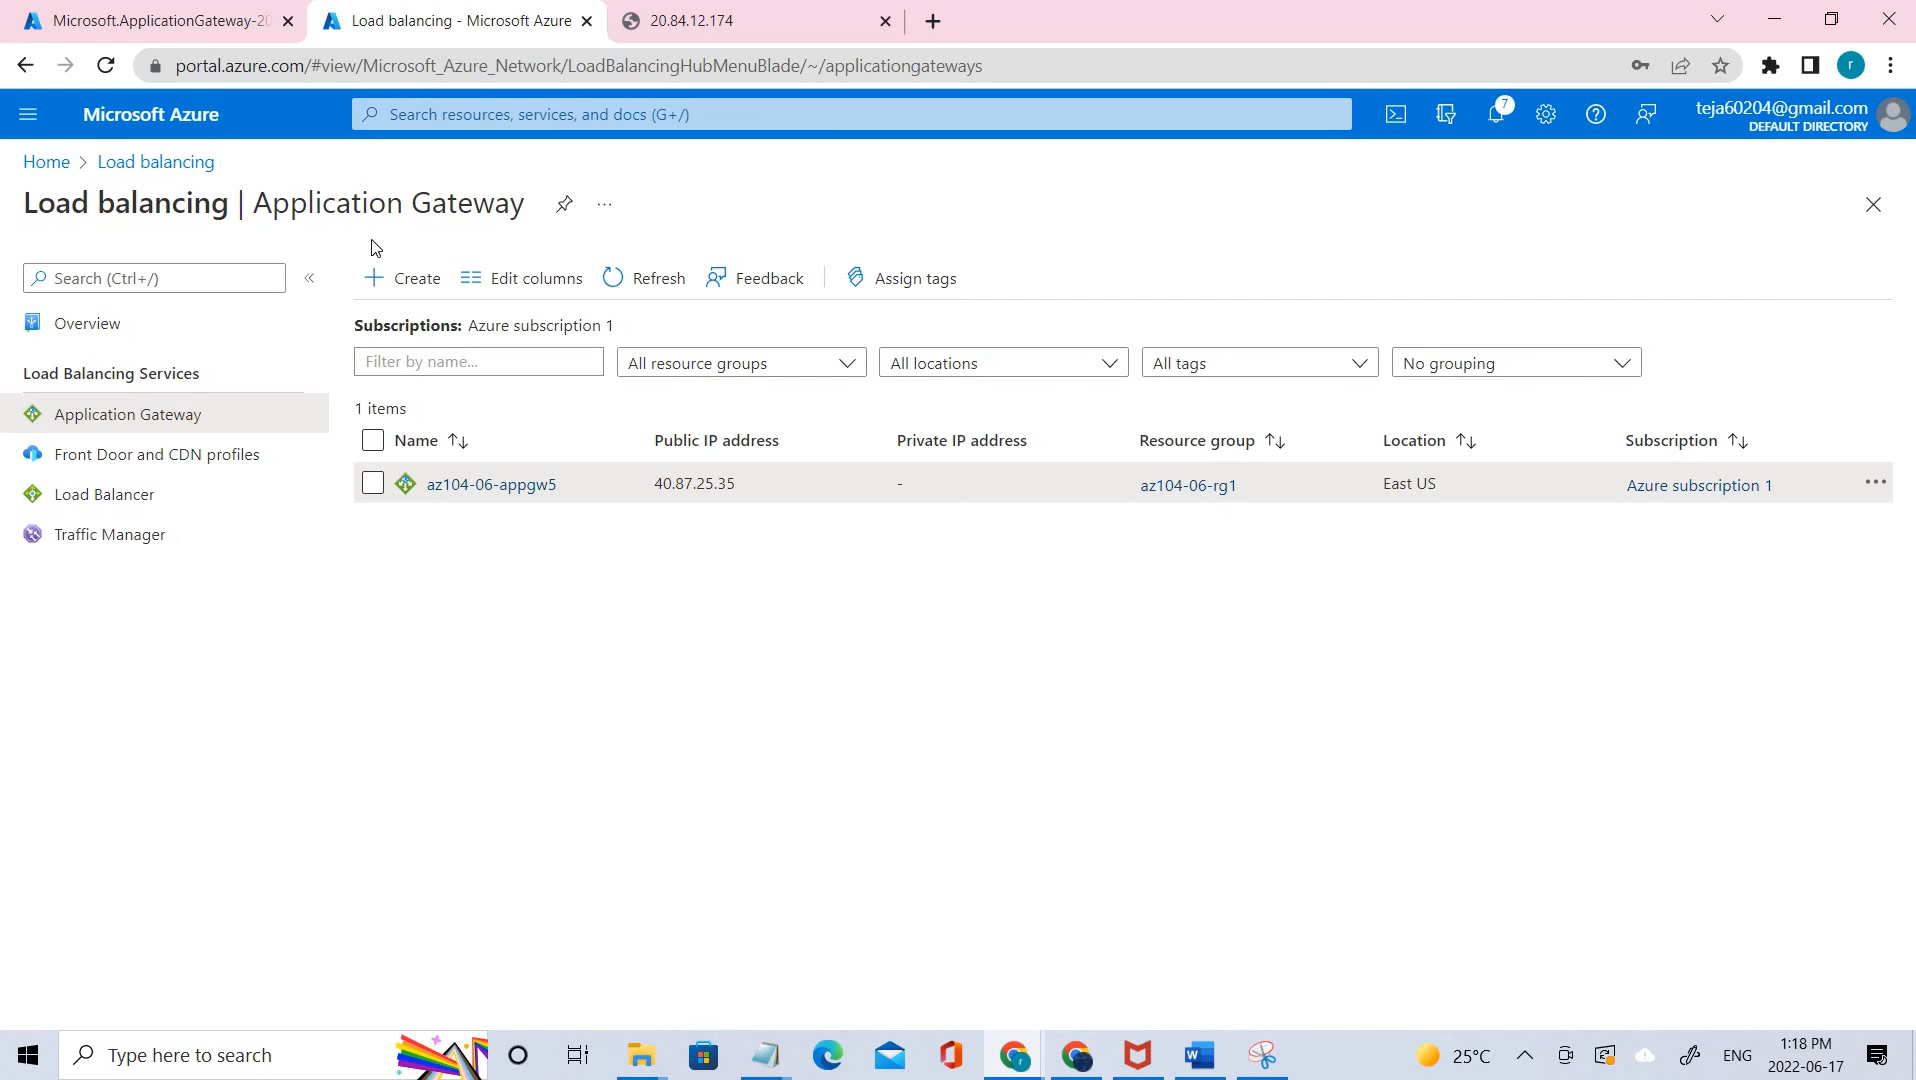 Microsoft.ApplicationGateway-20
Load balancing - Microsoft Azure
20.84.12.174
portal.azure.com/#view/Microsoft_Azure_Network/LoadBalancingHubMenuBlade/~/applicationgateways
r
Microsoft Azure
Search resources, services, and docs (G+/)
7
teja60204@gmail.com
DEFAULT DIRECTORY
Home > Load balancing
Load balancing | Application Gateway
Search (Ctrl+/)
«
Overview
Load Balancing Services
Application Gateway
Front Door and CDN profiles
Load Balancer
Traffic Manager
Create Edit columns Refresh Feedback Assign tags
Subscriptions: Azure subscription 1
Filter by name... All resource groups All locations All tags No grouping
1 items
Name Public IP address Private IP address Resource group Location Subscription
az104-06-appgw5 40.87.25.35 - az104-06-rg1 East US Azure subscription 1
Type here to search
25°C
ENG
1:18 PM
2022-06-17